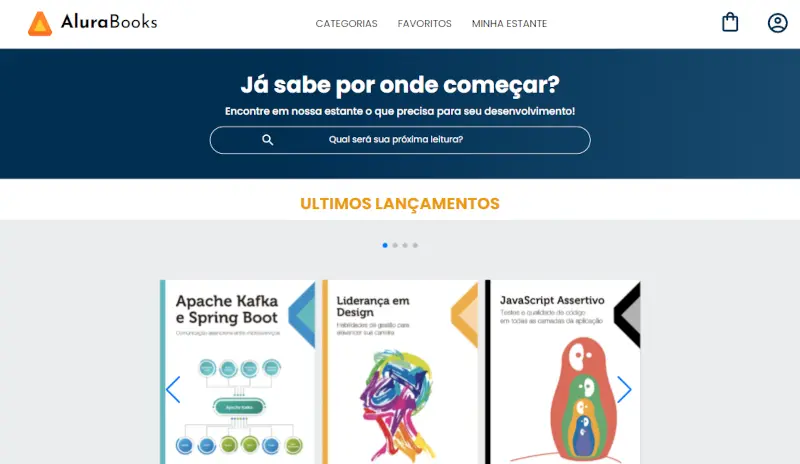 AluraBooks
CATEGORIAS FAVORITOS MINHA ESTANTE
Já sabe por onde começar?
Encontre em nossa estante o que precisa para seu desenvolvimento!
Qual será sua próxima leitura?
ULTIMOS LANÇAMENTOS
Apache Kafka
e Spring Boot
Comunicação assíncrona entre microsserviços
Apache Kafka
Liderança em
Design
Habilidades de gestão para
alavancar sua carreira
JavaScript Assertivo
Testes e qualidade de código
em todas as camadas da aplicação